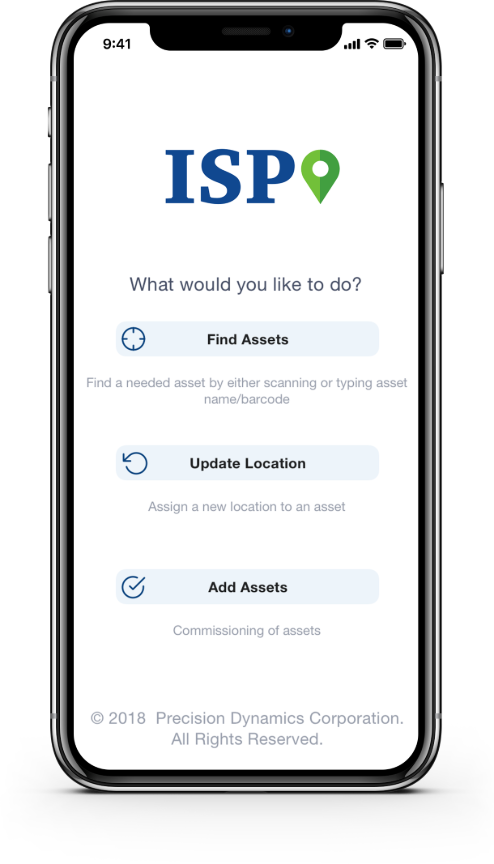 9:41
ISP
What would you like to do?
Find Assets
Find a needed asset by either scanning or typing asset
name/barcode
Update Location
Assign a new location to an asset
Add Assets
Commissioning of assets
© 2018 Precision Dynamics Corporation.
All Rights Reserved.